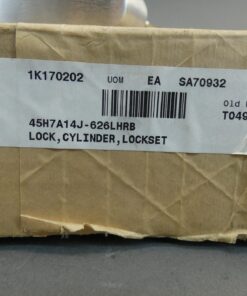 1K170202 UOM EA SA70932
Old
T049
45H7A14J-626LHRB
LOCK,CYLINDER,LOCKSET